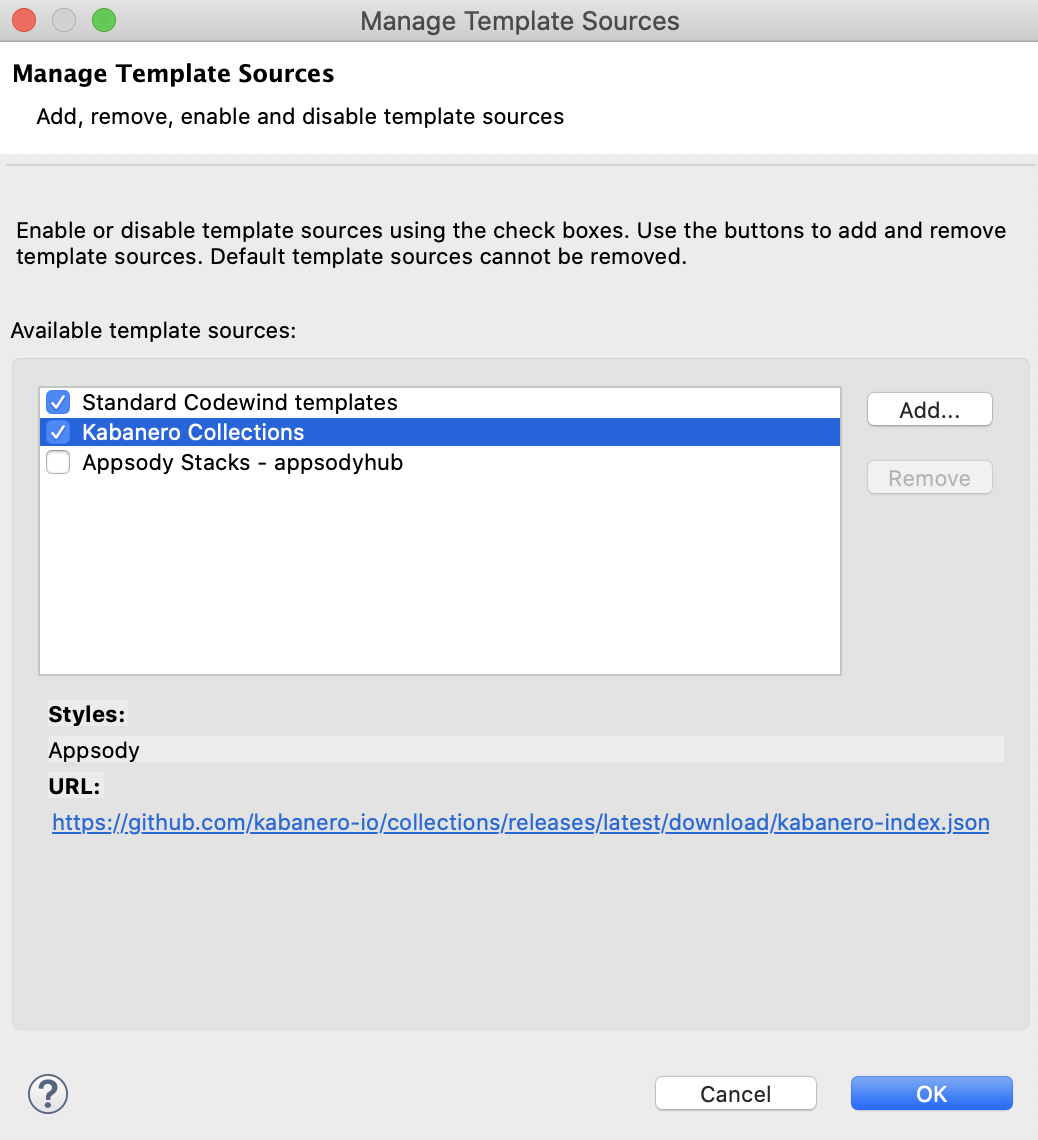 Manage Template Sources
Manage Template Sources
Add, remove, enable and disable template sources
Enable or disable template sources using the check boxes. Use the buttons to add and remove
template sources. Default template sources cannot be removed.
Available template sources:
Standard Codewind templates
Kabanero Collections
Appsody Stacks - appsodyhub
Add...
Remove
Styles:
Appsody
URL:
https://github.com/kabanero-io/collections/releases/latest/download/kabanero-index.json
?
Cancel
OK